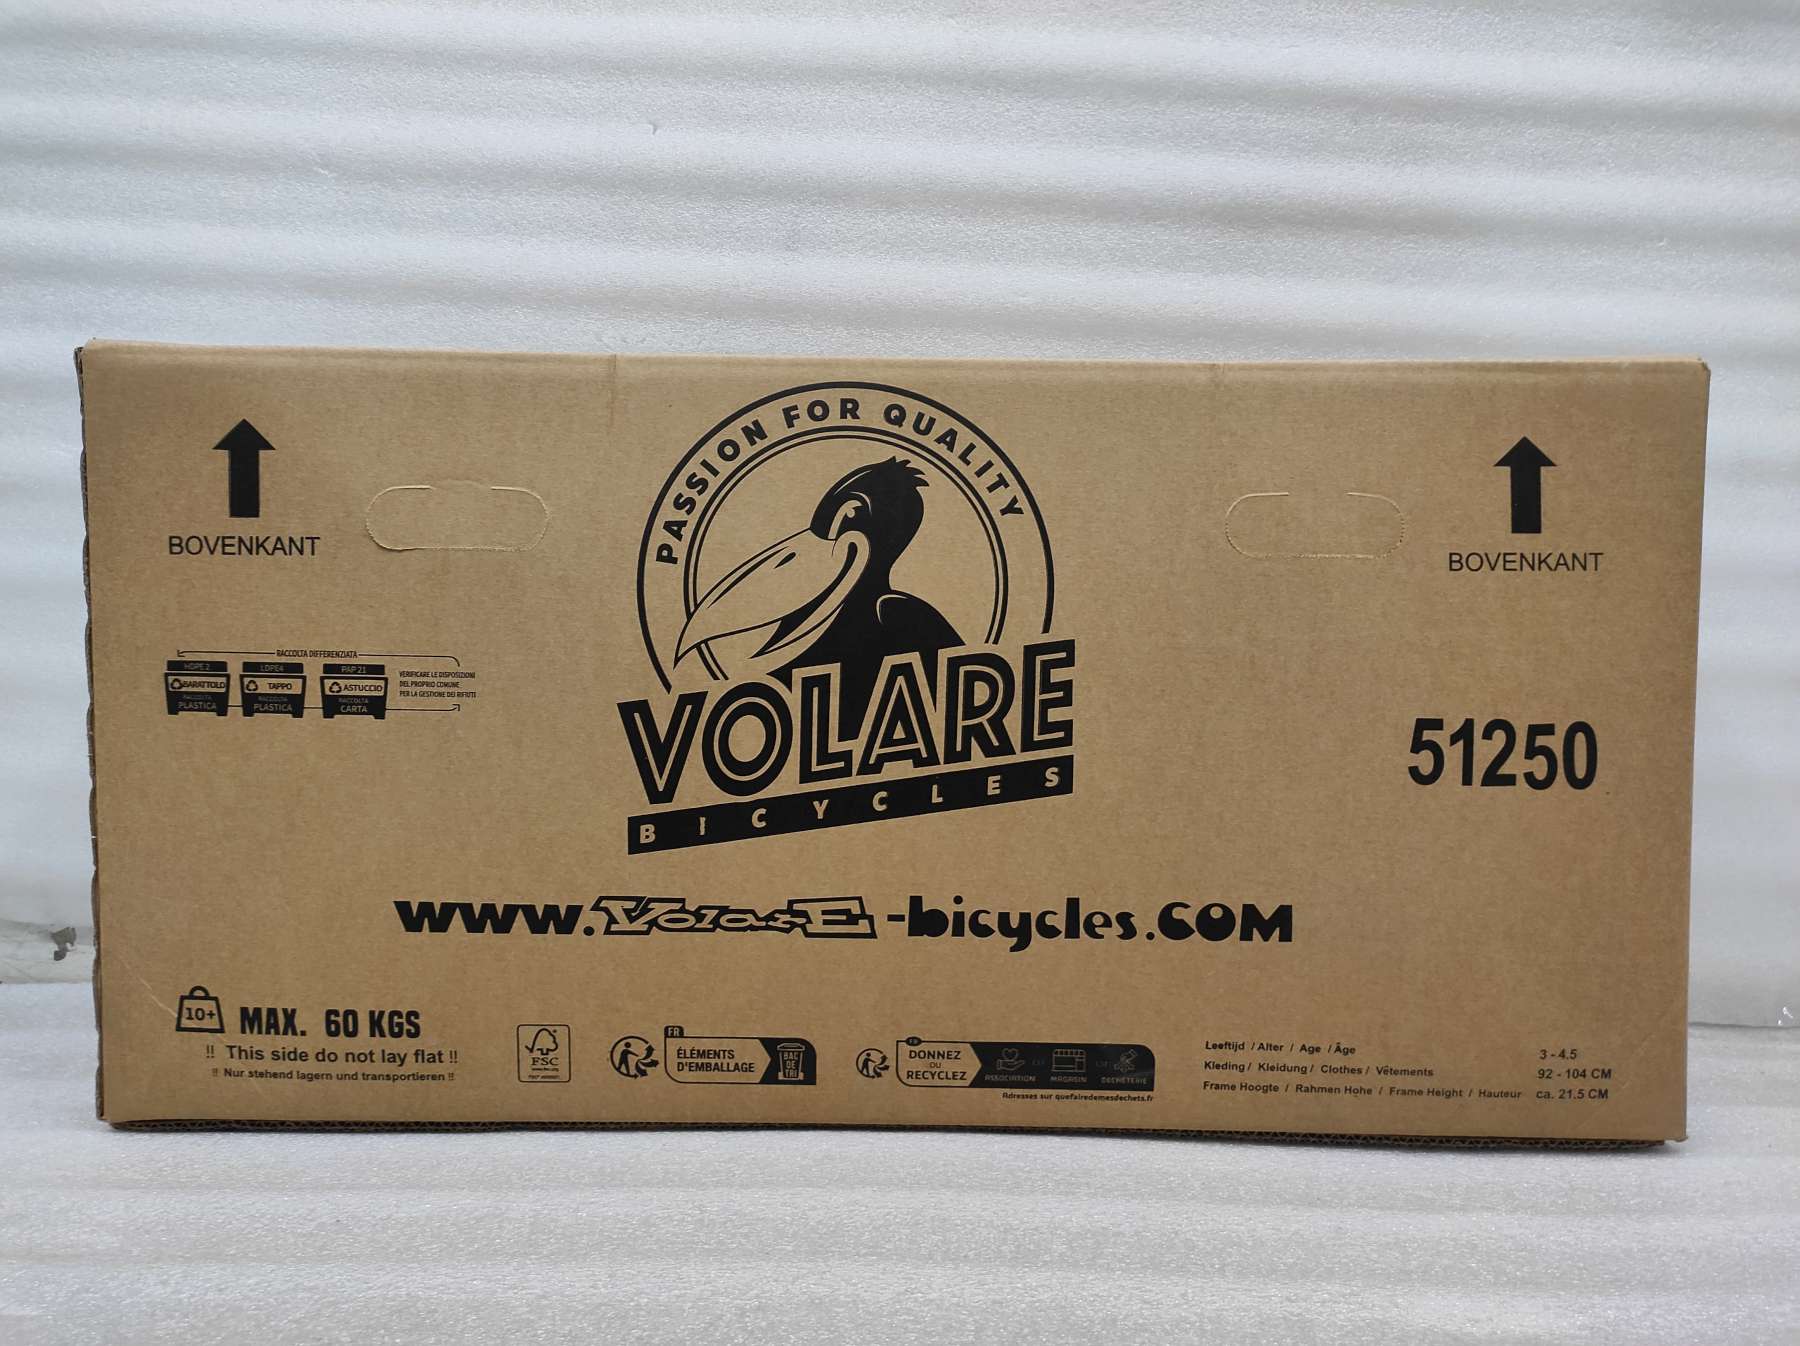 PASSION FOR QUALITY
VOLARE
BICYCLES
BOVENKANT
BOVENKANT
RACCOLTA DIFFERENZIATA
HDPE 2
BARATTOLO
RACCOLTA
PLASTICA
LDPE4
TAPPO
RACCOLTA
PLASTICA
PAP 21
ASTUCCIO
RACCOLTA
CARTA
VERIFICARE LE DISPOSIZIONI
DEL PROPRIO COMUNE
PER LA GESTIONE DEI RIFIUTI
51250
www.VolarE-bicycles.COM
10+
MAX. 60 KGS
!! This side do not lay flat !!
!! Nur stehend lagern und transportieren !!
FSC
FR
ÉLÉMENTS
D'EMBALLAGE
BAC
DE
TRI
FR
DONNEZ
OU
RECYCLEZ
ASSOCIATION
MAGASIN
DÉCHÈTERIE
Adresses sur quefairedemesdechets.fr
Leeftijd / Alter / Age / Âge 3 - 4.5
Kleding / Kleidung / Clothes / Vêtements 92 - 104 CM
Frame Hoogte / Rahmen Hohe / Frame Height / Hauteur ca. 21.5 CM